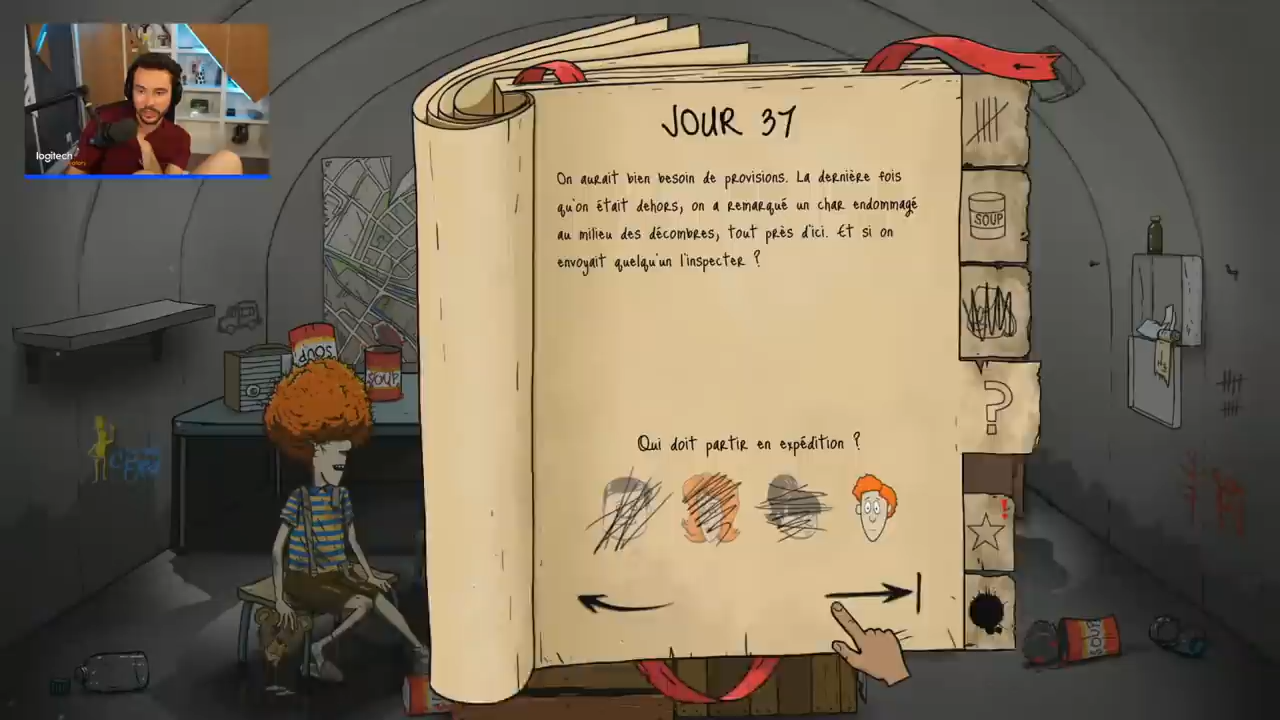 JOUR 37
On aurait bien besoin de provisions. La dernière fois
qu'on était dehors, on a remarqué un char endommagé
au milieu des décombres, tout près d'ici. Et si on
envoyait quelqu'un l'inspecter ?
Qui doit partir en expédition ?
SOUP
SOUP
SOUP
SOUP
logitech